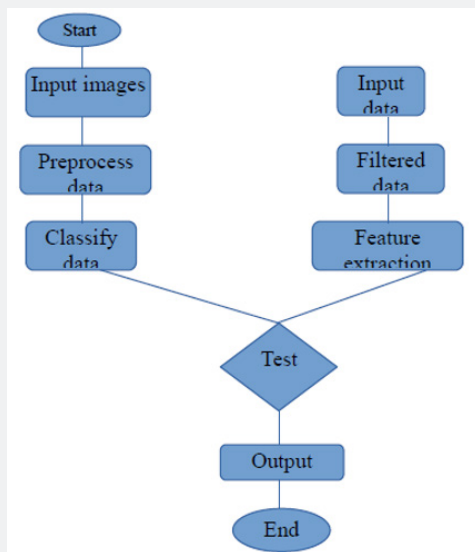 Start
Input images
Preprocess
data
Classify
data
Input
data
Filtered data
Feature
extraction
Test
Output
End